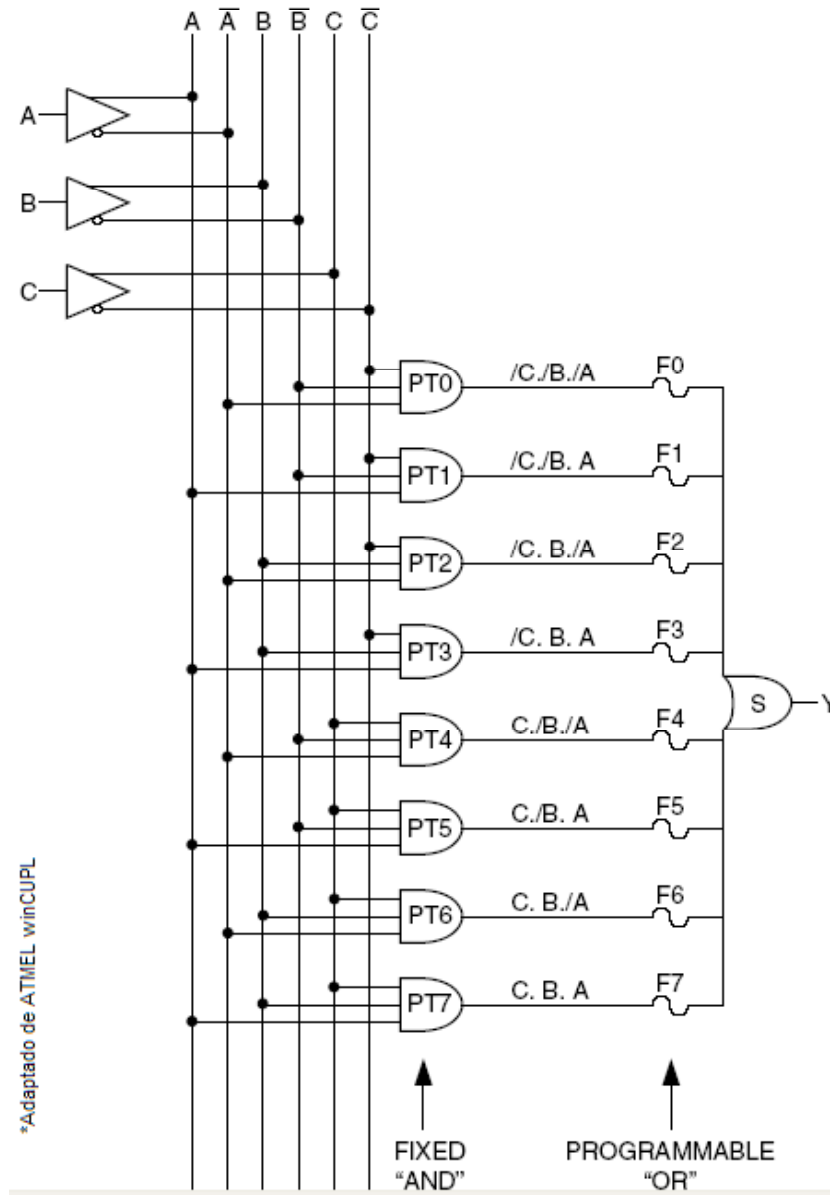 A A̅ B B̅ C C̅
A
B
C
PT0 /C./B./A F0
PT1 /C./B. A F1
PT2 /C. B./A F2
PT3 /C. B. A F3
S Y
PT4 C./B./A F4
PT5 C./B. A F5
PT6 C. B./A F6
PT7 C. B. A F7
FIXED PROGRAMMABLE
“AND” “OR”
*Adaptado de ATMEL winCUPL